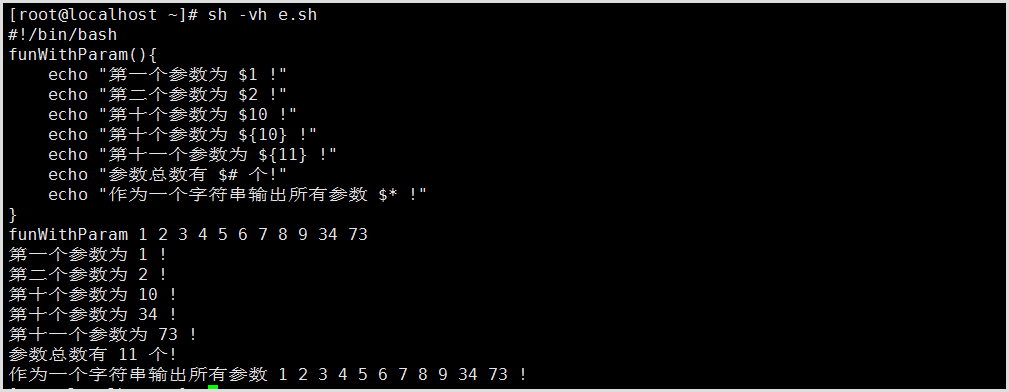 [root@localhost ~]# sh -vh e.sh
#!/bin/bash
funWithParam(){
    echo "第一个参数为 $1 !"
    echo "第二个参数为 $2 !"
    echo "第十个参数为 $10 !"
    echo "第十个参数为 ${10} !"
    echo "第十一个参数为 ${11} !"
    echo "参数总数有 $# 个!"
    echo "作为一个字符串输出所有参数 $* !"
}
funWithParam 1 2 3 4 5 6 7 8 9 34 73
第一个参数为 1 !
第二个参数为 2 !
第十个参数为 10 !
第十个参数为 34 !
第十一个参数为 73 !
参数总数有 11 个!
作为一个字符串输出所有参数 1 2 3 4 5 6 7 8 9 34 73 !